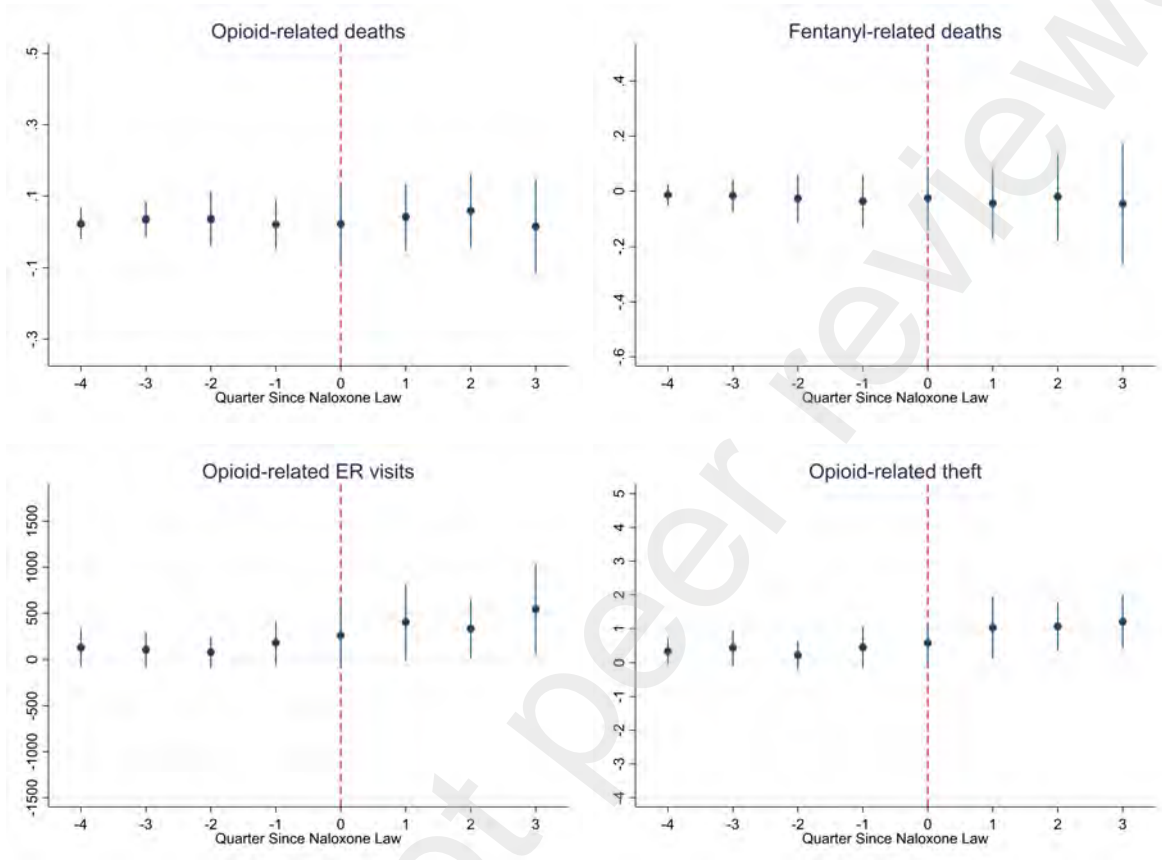 Opioid-related deaths
.5
.3
.1
-.1
-.3
-4 -3 -2 -1 0 1 2 3
Quarter Since Naloxone Law
Fentanyl-related deaths
.4
.2
0
-.2
-.4
-.6
-4 -3 -2 -1 0 1 2 3
Quarter Since Naloxone Law
Opioid-related ER visits
1500
1000
500
0
-500
-1000
-1500
-4 -3 -2 -1 0 1 2 3
Quarter Since Naloxone Law
Opioid-related theft
5
4
3
2
1
0
-1
-2
-3
-4
-4 -3 -2 -1 0 1 2 3
Quarter Since Naloxone Law
peer review